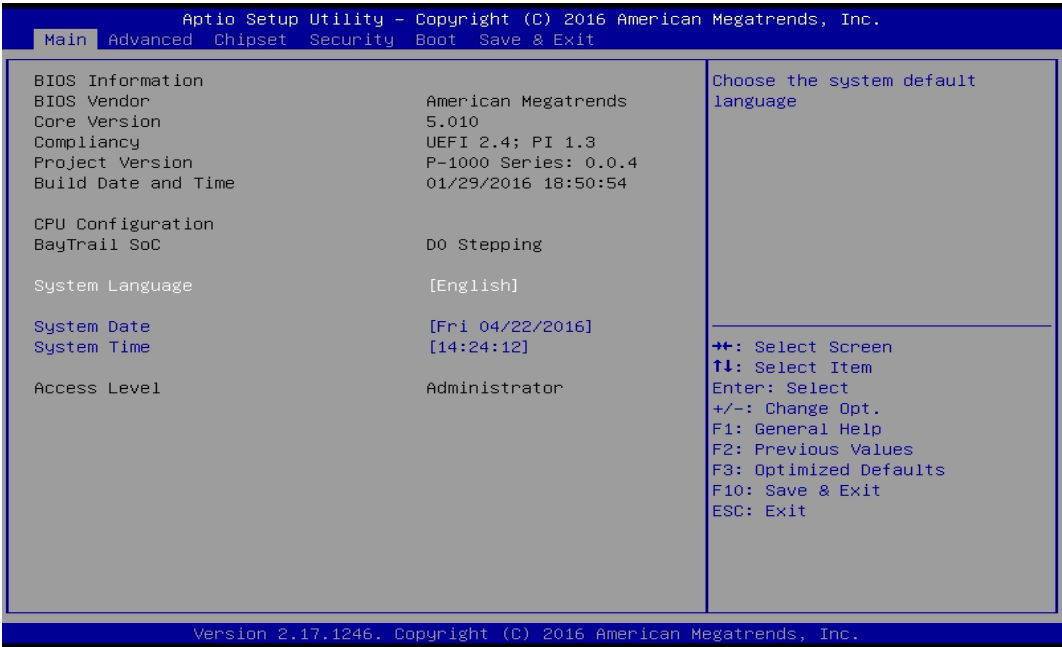 Aptio Setup Utility – Copyright (C) 2016 American Megatrends, Inc.
Main Advanced Chipset Security Boot Save & Exit
BIOS Information
BIOS Vendor American Megatrends
Core Version 5.010
Compliancy UEFI 2.4; PI 1.3
Project Version P-1000 Series: 0.0.4
Build Date and Time 01/29/2016 18:50:54
CPU Configuration
BayTrail SoC D0 Stepping
System Language [English]
System Date [Fri 04/22/2016]
System Time [14:24:12]
Access Level Administrator
Choose the system default
language
→←: Select Screen
↑↓: Select Item
Enter: Select
+/-: Change Opt.
F1: General Help
F2: Previous Values
F3: Optimized Defaults
F10: Save & Exit
ESC: Exit
Version 2.17.1246. Copyright (C) 2016 American Megatrends, Inc.